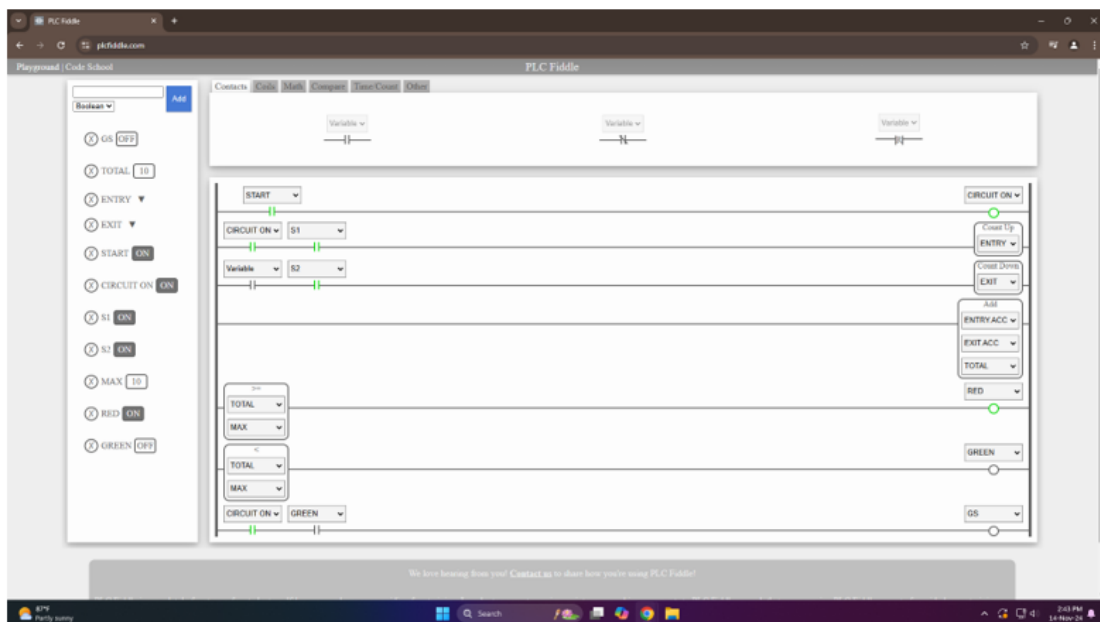 PLC Fiddle
plcfiddle.com
Playground | Code School
PLC Fiddle
Add
Boolean
GS OFF
TOTAL 10
ENTRY ▼
EXIT ▼
START ON
CIRCUIT ON ON
S1 ON
S2 ON
MAX 10
RED ON
GREEN OFF
Contacts Coils Math Compare Time/Count Other
Variable Variable Variable
START CIRCUIT ON
CIRCUIT ON S1 Count Up
ENTRY
Variable S2 Count Down
EXIT
Add
ENTRY.ACC
EXIT.ACC
TOTAL
>= RED
TOTAL
MAX
< GREEN
TOTAL
MAX
CIRCUIT ON GREEN GS
We love hearing from you! Contact us to share how you're using PLC Fiddle!
87°F
Partly sunny
Search
2:43 PM
14-Nov-24